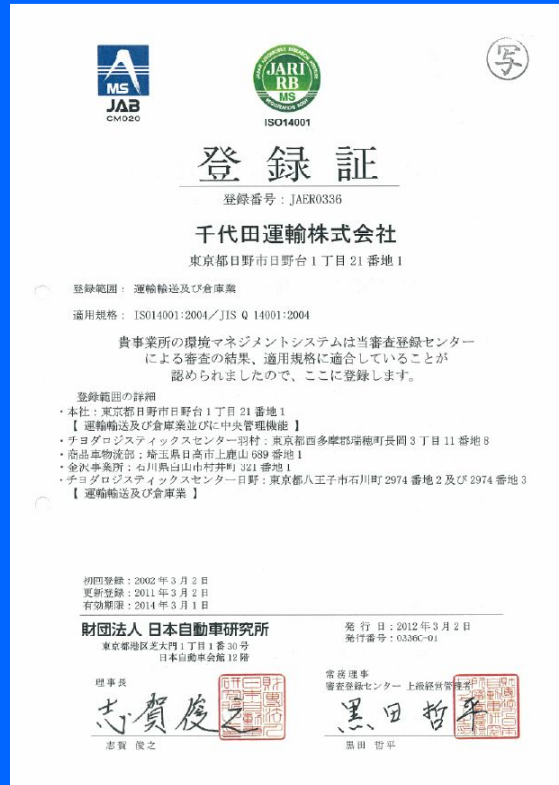 MS
JAB
CM020
JARI
RB
MS
ISO14001
写
登録証
登録番号：JAER0336
千代田運輸株式会社
東京都日野市日野台1丁目21番地1
登録範囲： 運輸輸送及び倉庫業
適用規格： ISO14001:2004／JIS Q 14001:2004
貴事業所の環境マネジメントシステムは当審査登録センター
による審査の結果、適用規格に適合していることが
認められましたので、ここに登録します。
登録範囲の詳細
・本社：東京都日野市日野台1丁目21番地1
【 運輸輸送及び倉庫業並びに中央管理機能 】
・チヨダロジスティックスセンター羽村：東京都西多摩郡瑞穂町長岡3丁目11番地8
・商品車物流部：埼玉県日高市上鹿山689番地1
・金沢事業所：石川県白山市村井町321番地1
・チヨダロジスティックスセンター日野：東京都八王子市石川町2974番地2及び2974番地3
【 運輸輸送及び倉庫業 】
初回登録：2002年3月2日
更新登録：2011年3月2日
有効期限：2014年3月1日
財団法人 日本自動車研究所
東京都港区芝大門1丁目1番30号
日本自動車会館12階
発 行 日：2012年3月2日
発行番号：0336C-01
理事長
志賀俊之
志賀 俊之
常務理事
審査登録センター 上級経営管理者
黒田哲平
黒田 哲平